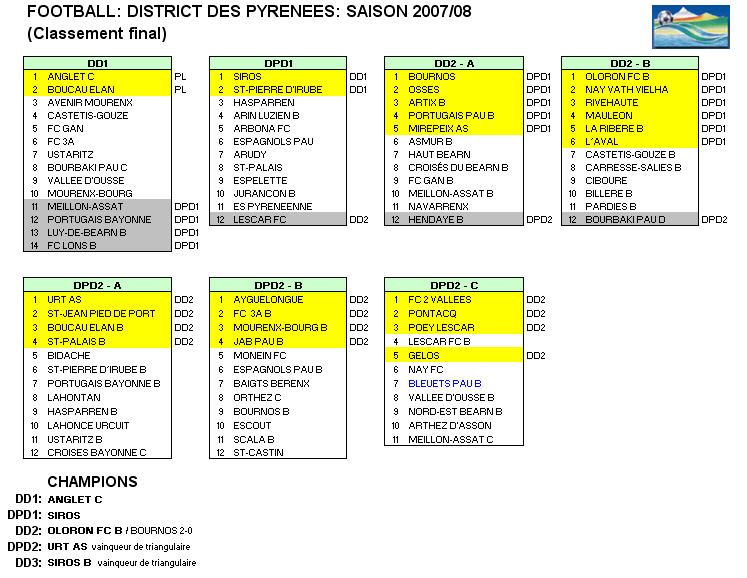 FOOTBALL: DISTRICT DES PYRENEES: SAISON 2007/08
(Classement final)
DD1
1 ANGLET C PL
2 BOUCAU ELAN PL
3 AVENIR MOURENX
4 CASTETIS-GOUZE
5 FC GAN
6 FC 3A
7 USTARITZ
8 BOURBAKI PAU C
9 VALLEE D'OUSSE
10 MOURENX-BOURG
11 MEILLON-ASSAT DPD1
12 PORTUGAIS BAYONNE DPD1
13 LUY-DE-BEARN B DPD1
14 FC LONS B DPD1
DPD1
1 SIROS DD1
2 ST-PIERRE D'IRUBE DD1
3 HASPARREN
4 ARIN LUZIEN B
5 ARBONA FC
6 ESPAGNOLS PAU
7 ARUDY
8 ST-PALAIS
9 ESPELETTE
10 JURANCON B
11 ES PYRENEENNE
12 LESCAR FC DD2
DD2 - A
1 BOURNOS DPD1
2 OSSES DPD1
3 ARTIX B DPD1
4 PORTUGAIS PAU B DPD1
5 MIREPEIX AS DPD1
6 ASMUR B
7 HAUT BEARN
8 CROISÉS DU BEARN B
9 FC GAN B
10 MEILLON-ASSAT B
11 NAVARRENX
12 HENDAYE B DPD2
DD2 - B
1 OLORON FC B DPD1
2 NAY VATH VIELHA DPD1
3 RIVEHAUTE DPD1
4 MAULEON DPD1
5 LA RIBERE B DPD1
6 L'AVAL DPD1
7 CASTETIS-GOUZE B
8 CARRESSE-SALIES B
9 CIBOURE
10 BILLERE B
11 PARDIES B
12 BOURBAKI PAU D DPD2
DPD2 - A
1 URT AS DD2
2 ST-JEAN PIED DE PORT DD2
3 BOUCAU ELAN B DD2
4 ST-PALAIS B DD2
5 BIDACHE
6 ST-PIERRE D'IRUBE B
7 PORTUGAIS BAYONNE B
8 LAHONTAN
9 HASPARREN B
10 LAHONCE URCUIT
11 USTARITZ B
12 CROISES BAYONNE C
DPD2 - B
1 AYGUELONGUE DD2
2 FC 3A B DD2
3 MOURENX-BOURG B DD2
4 JAB PAU B DD2
5 MONEIN FC
6 ESPAGNOLS PAU B
7 BAIGTS BERENX
8 ORTHEZ C
9 BOURNOS B
10 ESCOUT
11 SCALA B
12 ST-CASTIN
DPD2 - C
1 FC 2 VALLEES DD2
2 PONTACQ DD2
3 POEY LESCAR DD2
4 LESCAR FC B
5 GELOS DD2
6 NAY FC
7 BLEUETS PAU B
8 VALLEE D'OUSSE B
9 NORD-EST BEARN B
10 ARTHEZ D'ASSON
11 MEILLON-ASSAT C
CHAMPIONS
DD1: ANGLET C
DPD1: SIROS
DD2: OLORON FC B / BOURNOS 2-0
DPD2: URT AS vainqueur de triangulaire
DD3: SIROS B vainqueur de triangulaire